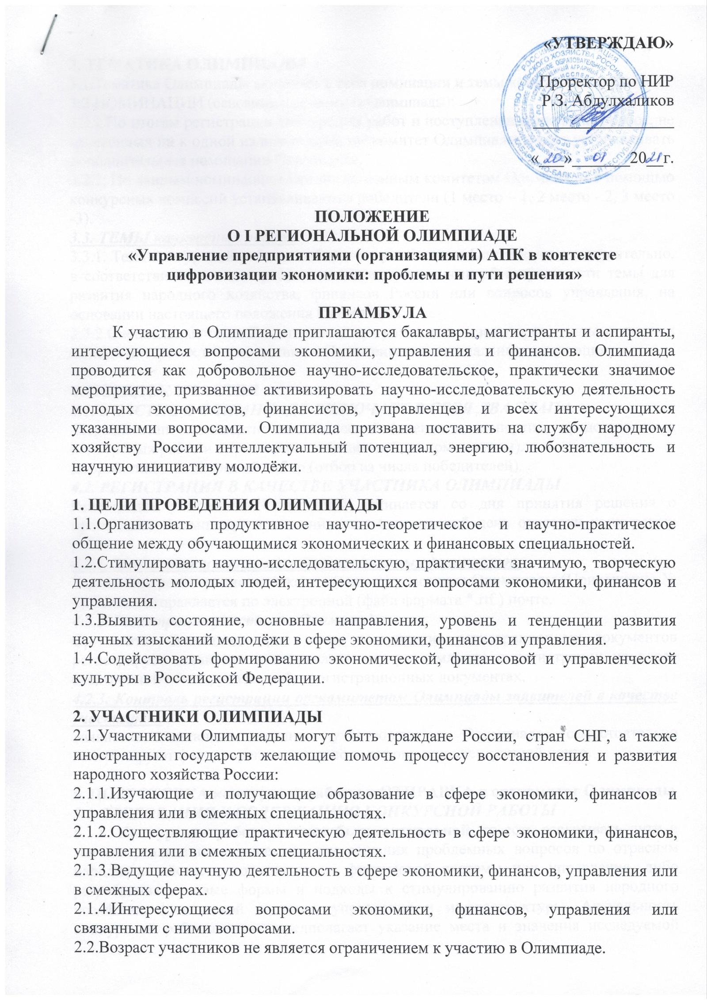 «УТВЕРЖДАЮ»
Проректор по НИР
Р.З. Абдулхаликов
«20» 01 2021г.
ПОЛОЖЕНИЕ
О I РЕГИОНАЛЬНОЙ ОЛИМПИАДЕ
«Управление предприятиями (организациями) АПК в контексте
цифровизации экономики: проблемы и пути решения»
ПРЕАМБУЛА
К участию в Олимпиаде приглашаются бакалавры, магистранты и аспиранты,
интересующиеся вопросами экономики, управления и финансов. Олимпиада
проводится как добровольное научно-исследовательское, практически значимое
мероприятие, призванное активизировать научно-исследовательскую деятельность
молодых экономистов, финансистов, управленцев и всех интересующихся
указанными вопросами. Олимпиада призвана поставить на службу народному
хозяйству России интеллектуальный потенциал, энергию, любознательность и
научную инициативу молодёжи.
1. ЦЕЛИ ПРОВЕДЕНИЯ ОЛИМПИАДЫ
1.1.Организовать продуктивное научно-теоретическое и научно-практическое
общение между обучающимися экономических и финансовых специальностей.
1.2.Стимулировать научно-исследовательскую, практически значимую, творческую
деятельность молодых людей, интересующихся вопросами экономики, финансов и
управления.
1.3.Выявить состояние, основные направления, уровень и тенденции развития
научных изысканий молодёжи в сфере экономики, финансов и управления.
1.4.Содействовать формированию экономической, финансовой и управленческой
культуры в Российской Федерации.
2. УЧАСТНИКИ ОЛИМПИАДЫ
2.1.Участниками Олимпиады могут быть граждане России, стран СНГ, а также
иностранных государств желающие помочь процессу восстановления и развития
народного хозяйства России:
2.1.1.Изучающие и получающие образование в сфере экономики, финансов и
управления или в смежных специальностях.
2.1.2.Осуществляющие практическую деятельность в сфере экономики, финансов,
управления или в смежных специальностях.
2.1.3.Ведущие научную деятельность в сфере экономики, финансов, управления или
в смежных сферах.
2.1.4.Интересующиеся вопросами экономики, финансов, управления или
связанными с ними вопросами.
2.2.Возраст участников не является ограничением к участию в Олимпиаде.